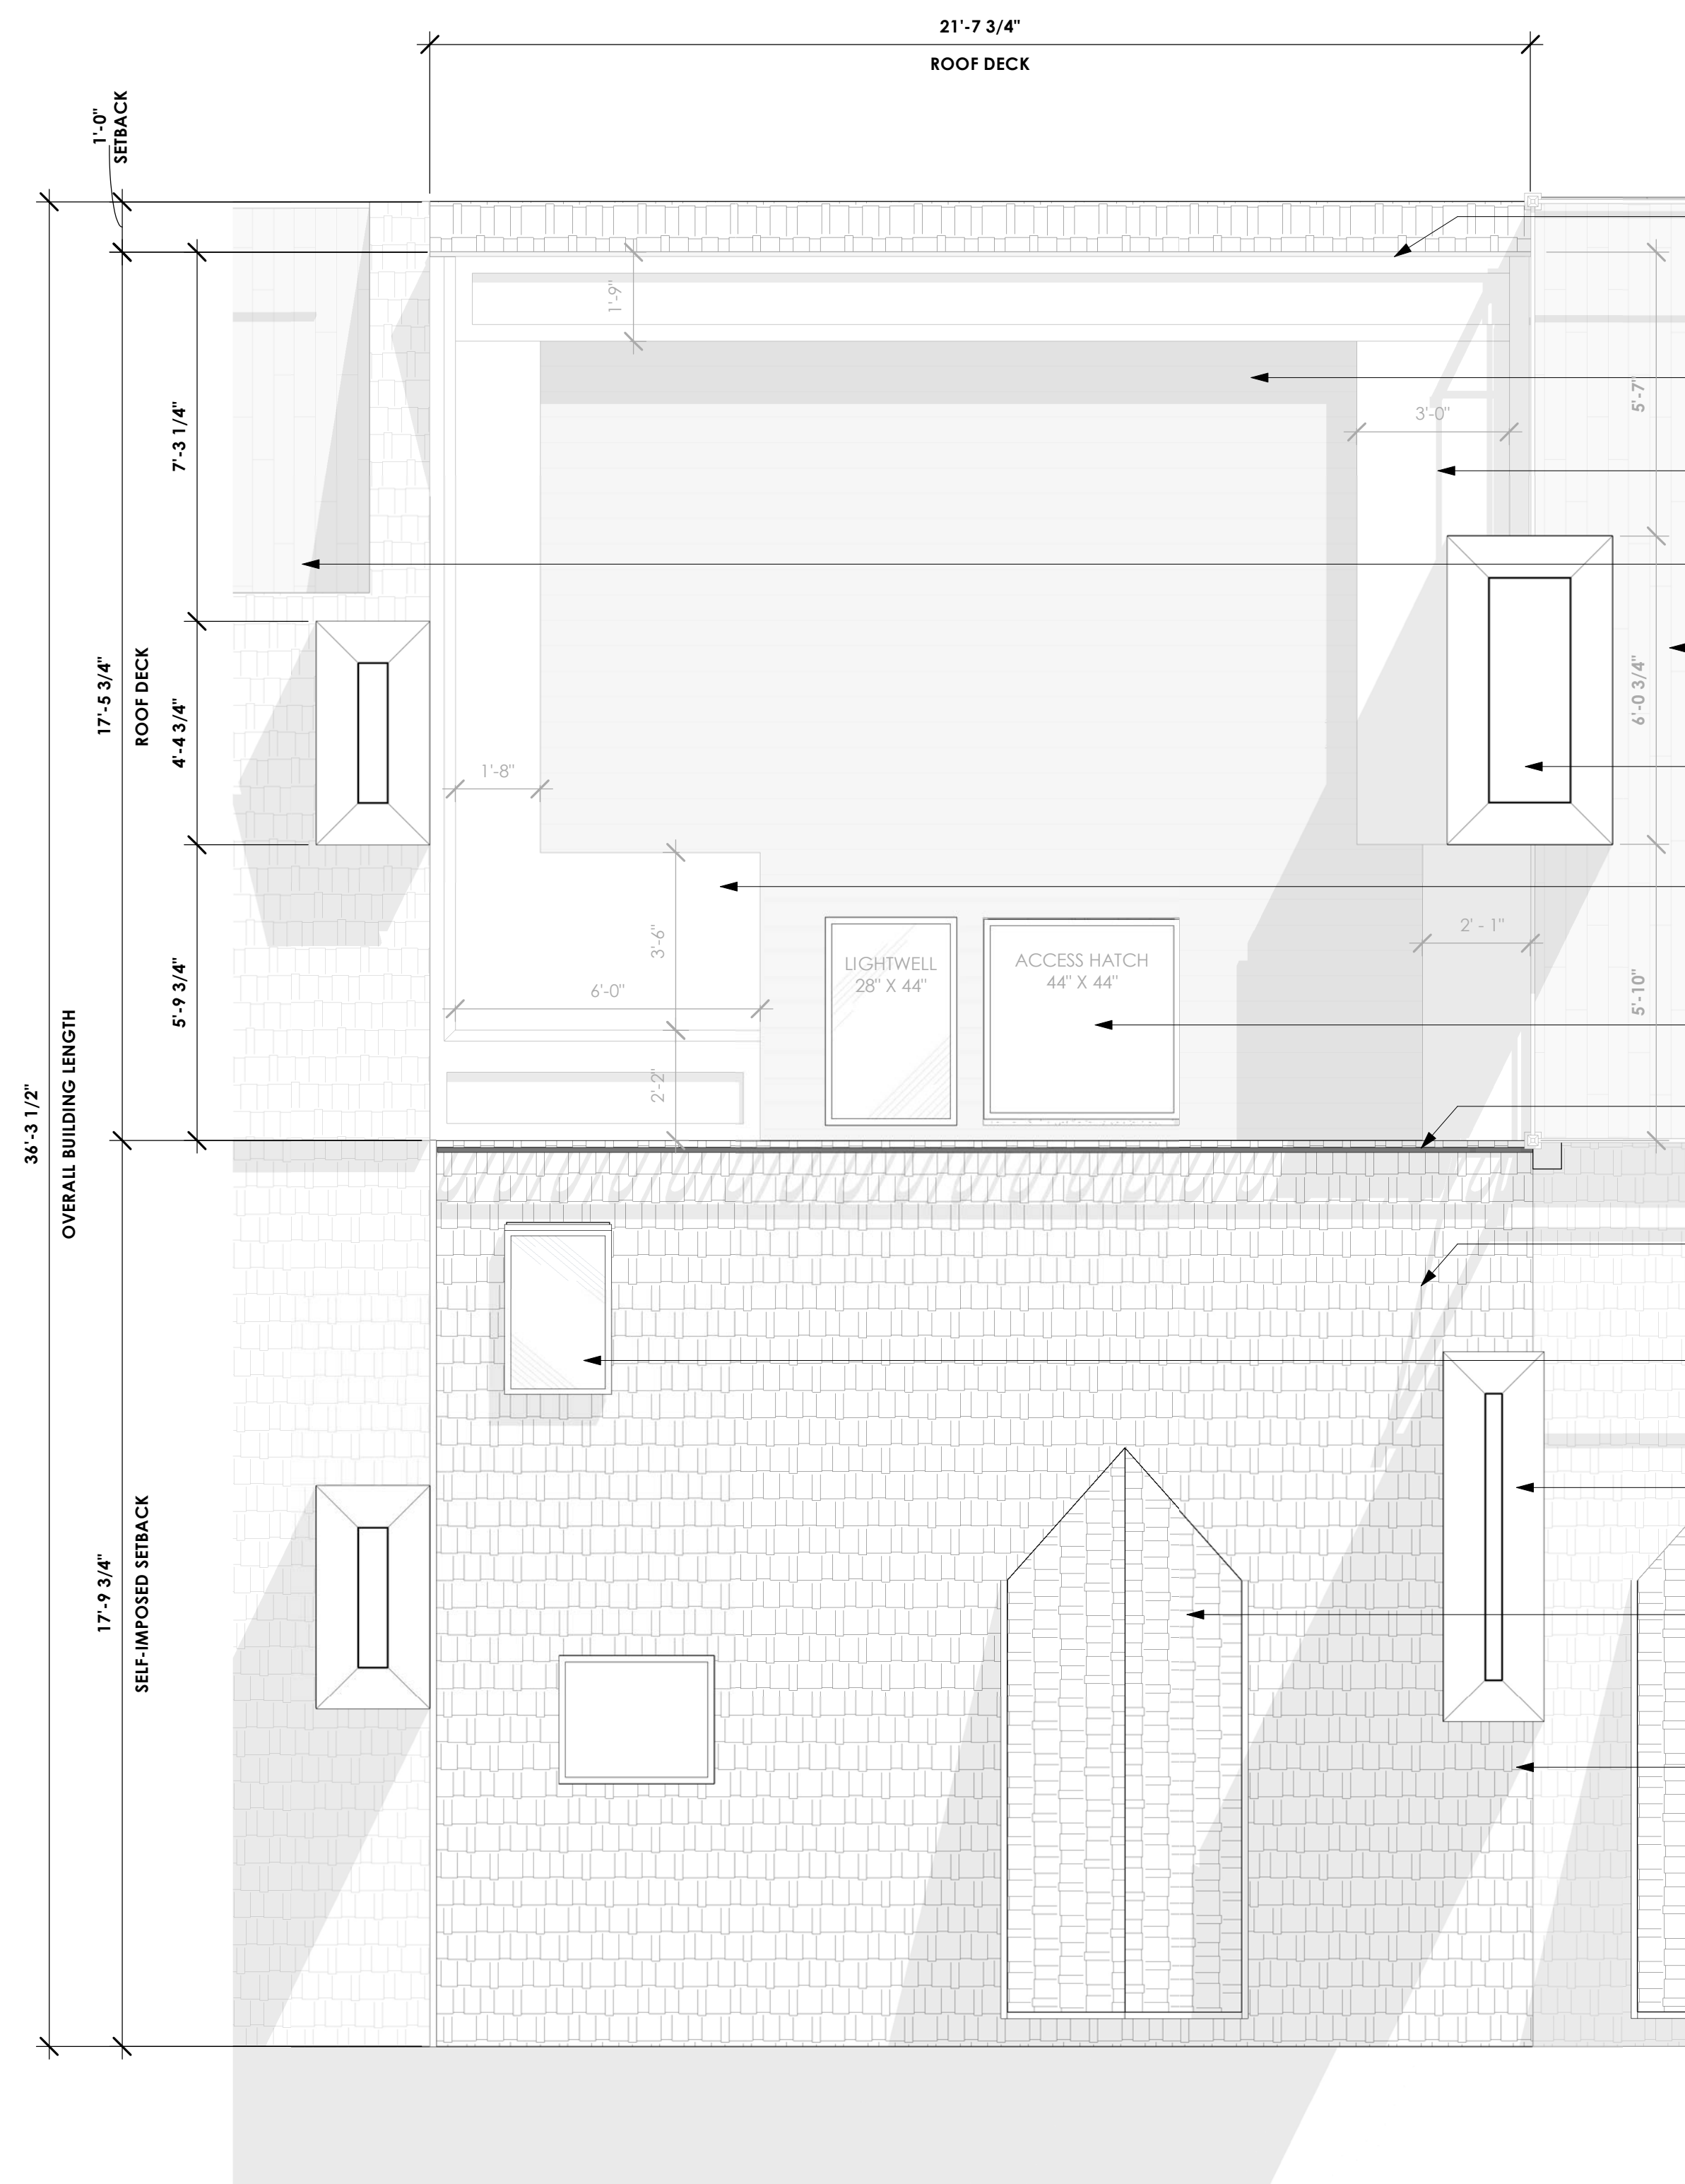 21'-7 3/4"
ROOF DECK
1'-0"
SETBACK
1'-9"
7'-3 1/4"
5'-7"
3'-0"
17'-5 3/4"
ROOF DECK
4'-4 3/4"
6'-0 3/4"
1'-8"
3'-6"
2' - 1"
LIGHTWELL
28" X 44"
ACCESS HATCH
44" X 44"
6'-0"
5'-9 3/4"
5'-10"
2'-2"
36'-3 1/2"
OVERALL BUILDING LENGTH
17'-9 3/4"
SELF-IMPOSED SETBACK